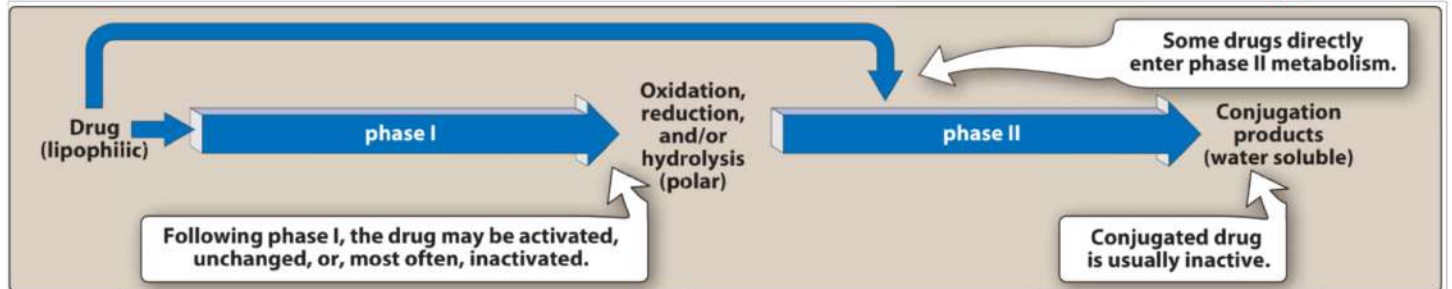 Some drugs directly
enter phase II metabolism.
Drug
(lipophilic)
phase I
Oxidation,
reduction,
and/or
hydrolysis
(polar)
phase II
Conjugation
products
(water soluble)
Following phase I, the drug may be activated,
unchanged, or, most often, inactivated.
Conjugated drug
is usually inactive.